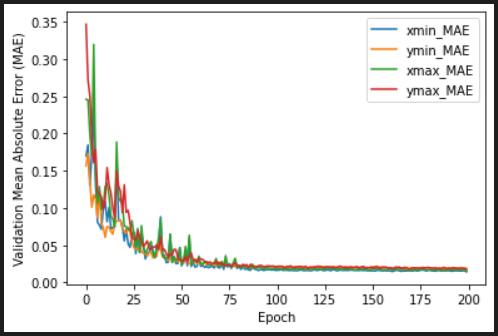 0.35
0.30
0.25
0.20
0.15
0.10
0.05
0.00
Validation Mean Absolute Error (MAE)
xmin_MAE
ymin_MAE
xmax_MAE
ymax_MAE
0 25 50 75 100 125 150 175 200
Epoch